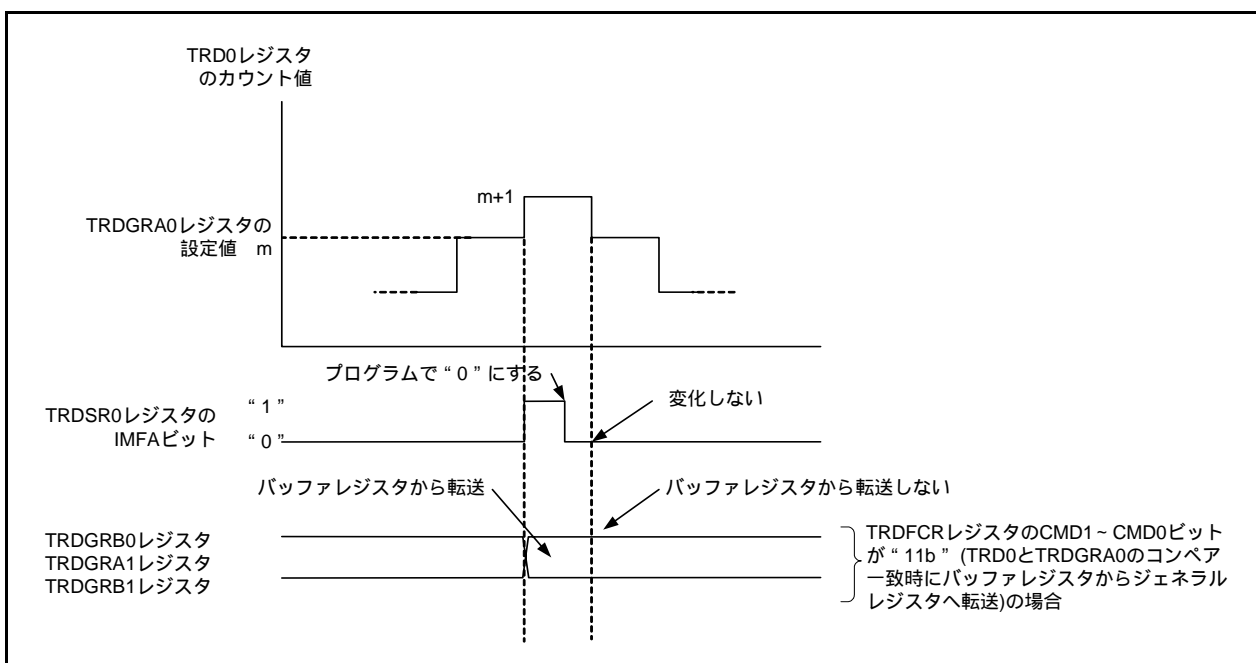 TRD0レジスタ
のカウント値
m+1
TRDGRA0レジスタの
設定値 m
プログラムで“0”にする
変化しない
TRDSR0レジスタの
IMFAビット
“1”
“0”
バッファレジスタから転送
バッファレジスタから転送しない
TRDGRB0レジスタ
TRDGRA1レジスタ
TRDGRB1レジスタ
TRDFCRレジスタのCMD1~CMD0ビット
が“11b”(TRD0とTRDGRA0のコンペア
一致時にバッファレジスタからジェネラル
レジスタへ転送)の場合